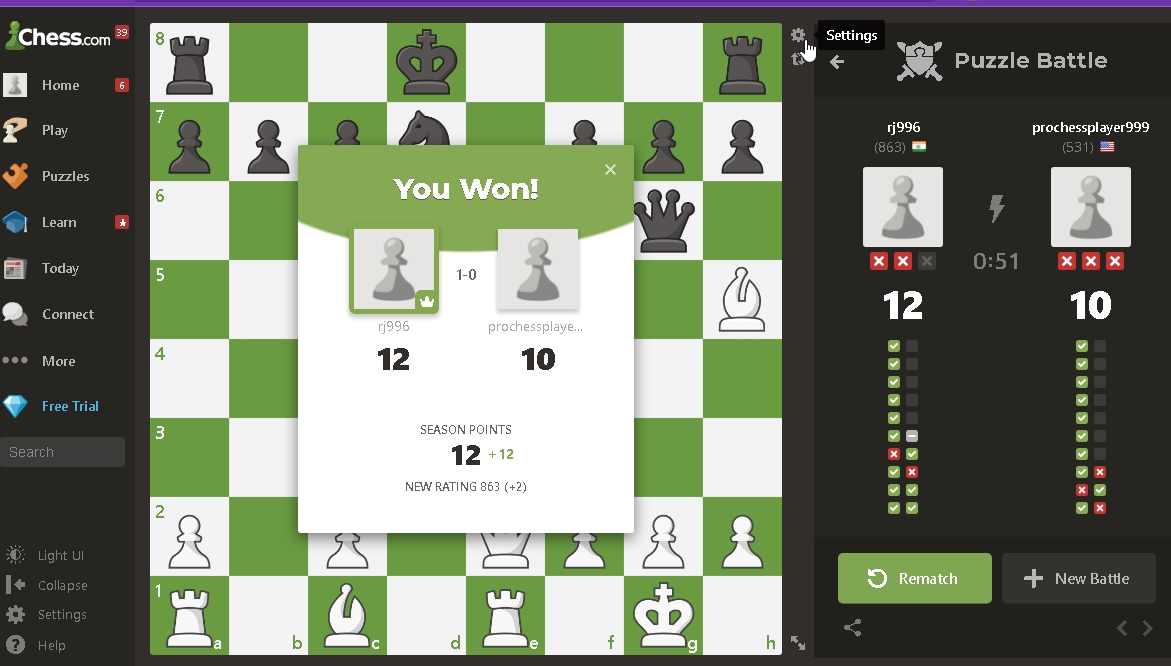 Chess.com 39
Home 6
Play
Puzzles
Learn
Today
Connect
More
Free Trial
Search
Light UI
Collapse
Settings
Help
8
7
6
5
4
3
2
1
a b c d e f g h
You Won!
1-0
rj996 prochessplaye...
12 10
SEASON POINTS
12 +12
NEW RATING 863 (+2)
Settings
Puzzle Battle
rj996 prochessplayer999
(863) (531)
0:51
12 10
Rematch New Battle